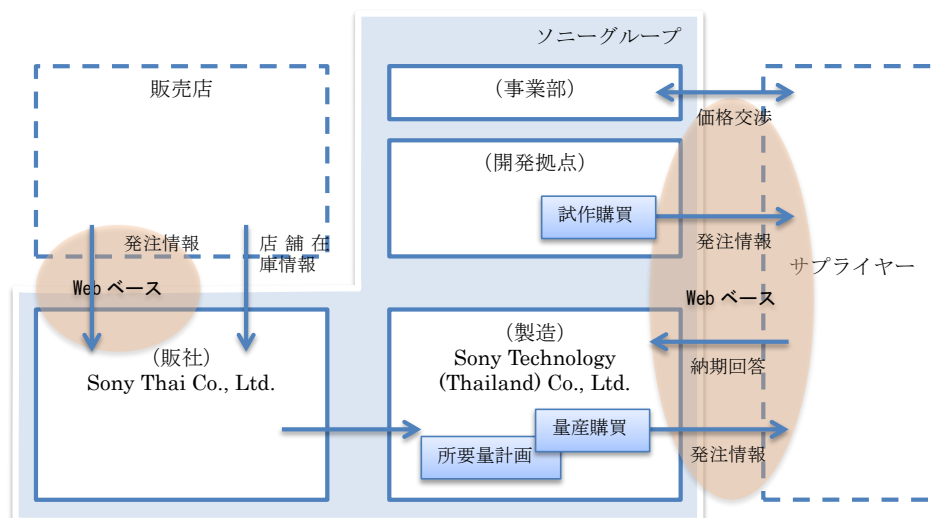 ソニーグループ
販売店
（事業部）
価格交渉
（開発拠点）
試作購買
発注情報
発注情報
店舗在
庫情報
サプライヤー
Web ベース
Web ベース
（販社）
Sony Thai Co., Ltd.
（製造）
Sony Technology
(Thailand) Co., Ltd.
納期回答
量産購買
所要量計画
発注情報